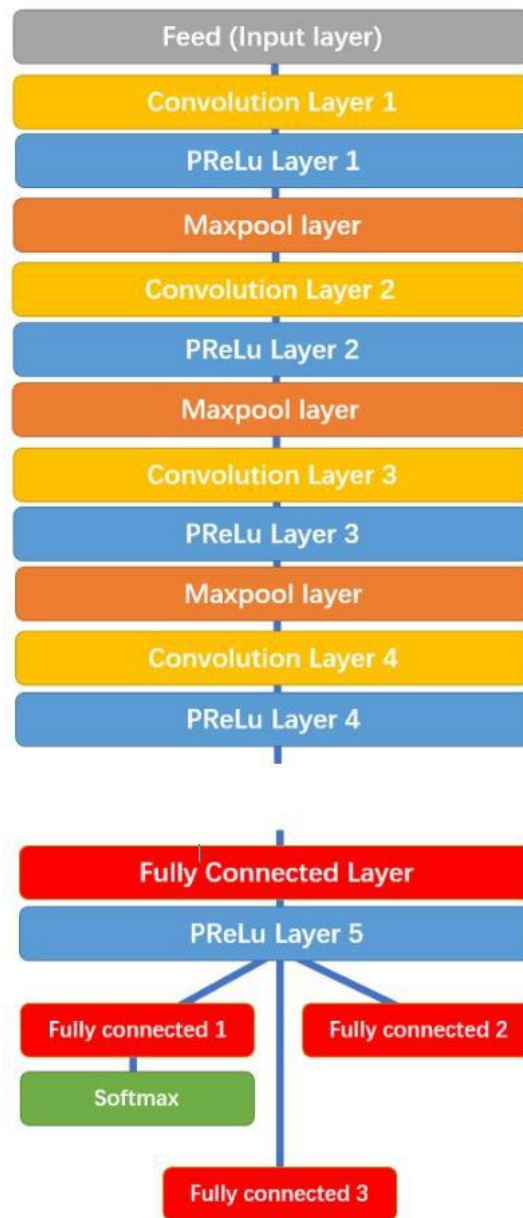 Feed (Input layer)
Convolution Layer 1
PReLu Layer 1
Maxpool layer
Convolution Layer 2
PReLu Layer 2
Maxpool layer
Convolution Layer 3
PReLu Layer 3
Maxpool layer
Convolution Layer 4
PReLu Layer 4
Fully Connected Layer
PReLu Layer 5
Fully connected 1
Fully connected 2
Softmax
Fully connected 3